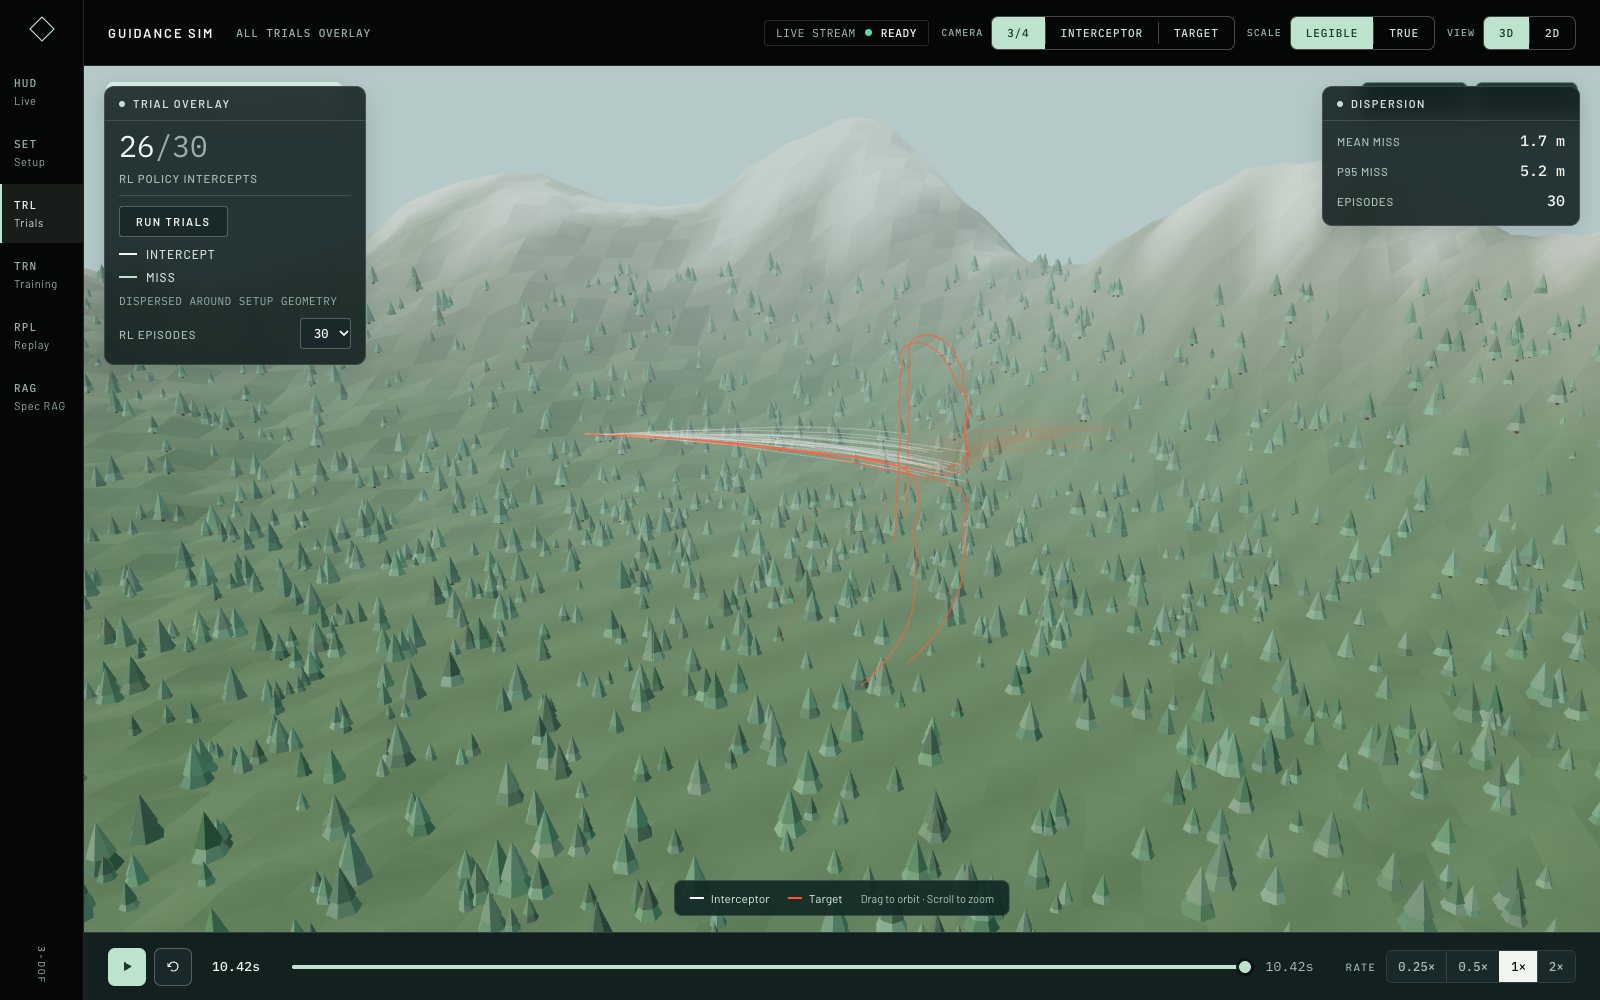 GUIDANCE SIM ALL TRIALS OVERLAY LIVE STREAM READY CAMERA 3/4 INTERCEPTOR TARGET SCALE LEGIBLE TRUE VIEW 3D 2D
HUD
Live
SET
Setup
TRL
Trials
TRN
Training
RPL
Replay
RAG
Spec RAG
3-DOF
TRIAL OVERLAY
26/30
RL POLICY INTERCEPTS
RUN TRIALS
INTERCEPT
MISS
DISPERSED AROUND SETUP GEOMETRY
RL EPISODES 30
DISPERSION
MEAN MISS 1.7 m
P95 MISS 5.2 m
EPISODES 30
Interceptor Target Drag to orbit · Scroll to zoom
10.42s 10.42s RATE 0.25× 0.5× 1× 2×